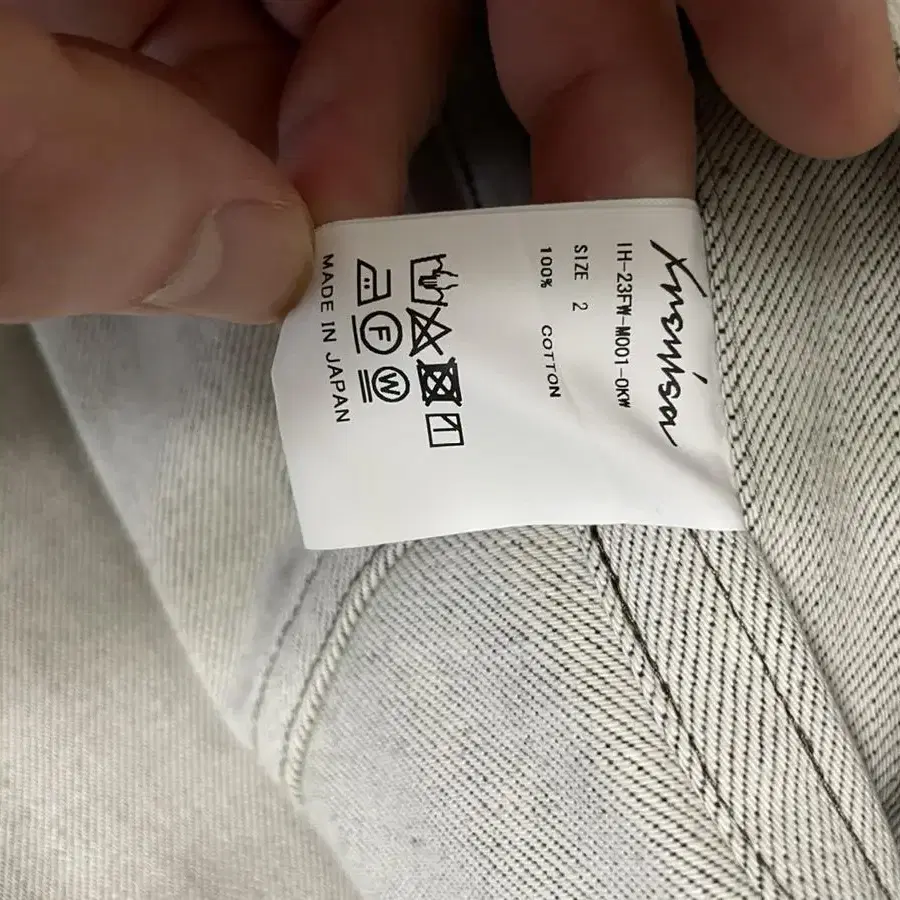 IH-23FW-M001-OKW
SIZE 2
100% COTTON
F W
MADE IN JAPAN